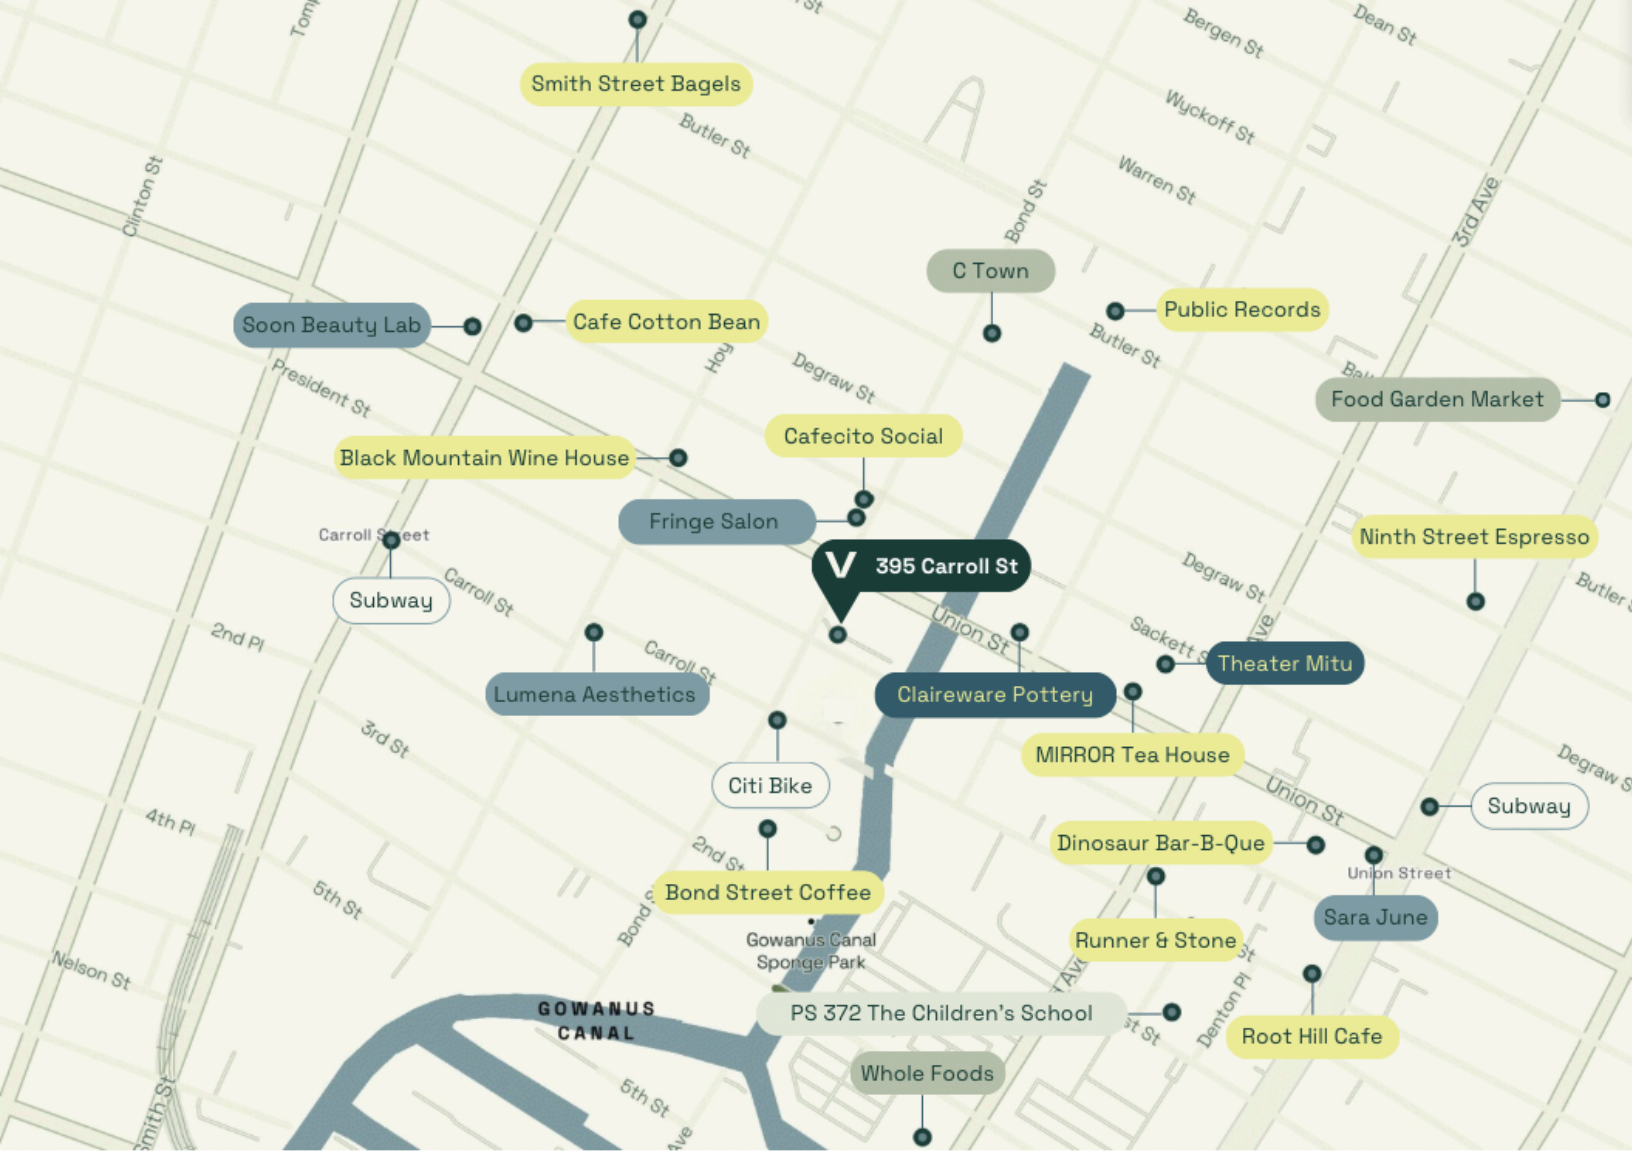 Dean St
Bergen St
Smith Street Bagels
Wyckoff St
Butler St
Warren St
Clinton St
Bond St
3rd Ave
C Town
Public Records
Soon Beauty Lab
Cafe Cotton Bean
Butler St
President St
Degraw St
Food Garden Market
Cafecito Social
Black Mountain Wine House
Fringe Salon
Carroll Street
Ninth Street Espresso
V 395 Carroll St
Subway
Carroll St
Degraw St
Union St
2nd Pl
Sackett S
Ave
Carroll St
Theater Mitu
Lumena Aesthetics
Claireware Pottery
3rd St
MIRROR Tea House
Degraw S
Citi Bike
Union St
Subway
4th Pl
Dinosaur Bar-B-Que
2nd St
Union Street
Bond Street Coffee
5th St
Sara June
Bond
Gowanus Canal
Sponge Park
Runner & Stone
Nelson St
GOWANUS
CANAL
PS 372 The Children's School
Denton Pl
Root Hill Cafe
Whole Foods
5th St
Smith St
Ave